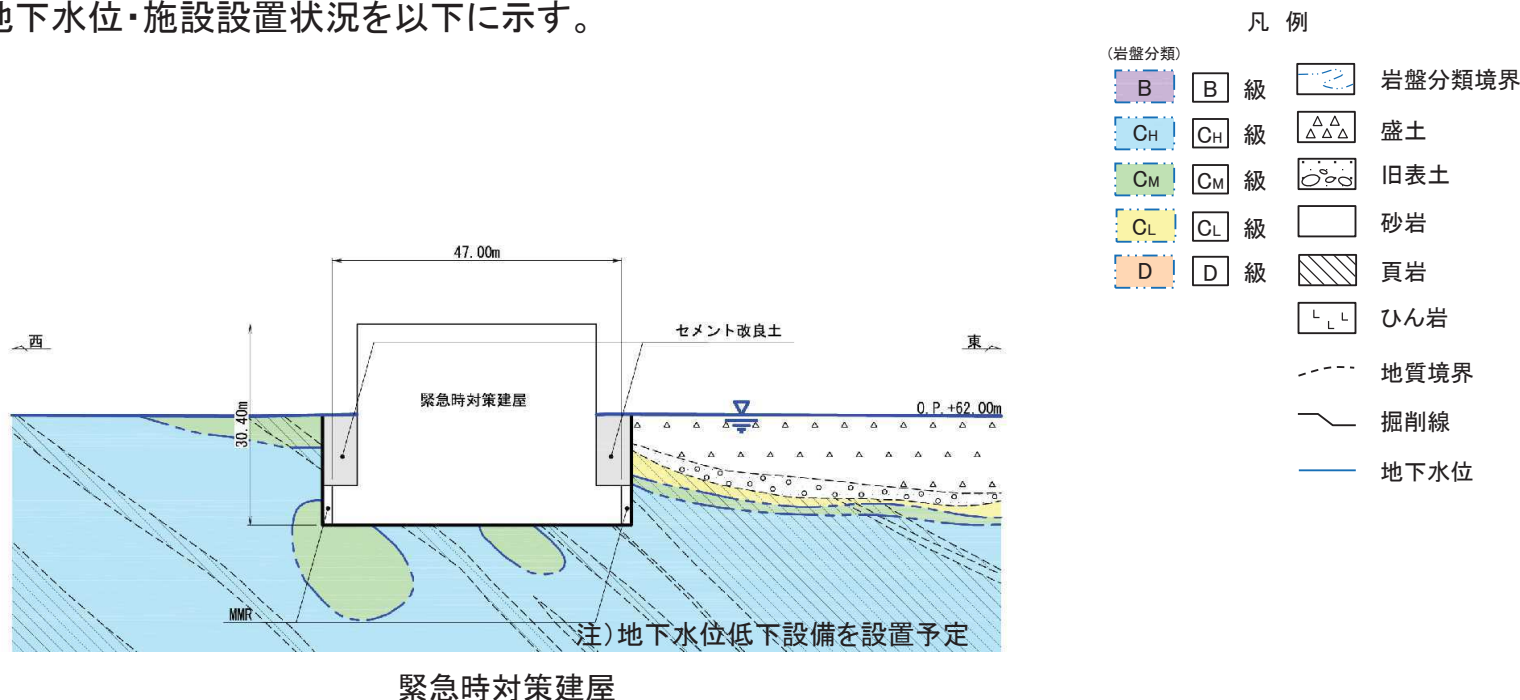 地下水位・施設設置状況を以下に示す。
凡 例
(岩盤分類)
B B 級 岩盤分類境界
CH CH 級 盛土
CM CM 級 旧表土
CL CL 級 砂岩
D D 級 頁岩
ひん岩
地質境界
掘削線
地下水位
47.00m
セメント改良土
西
東
緊急時対策建屋
30.40m
O.P.+62.00m
MMR
注)地下水位低下設備を設置予定
緊急時対策建屋